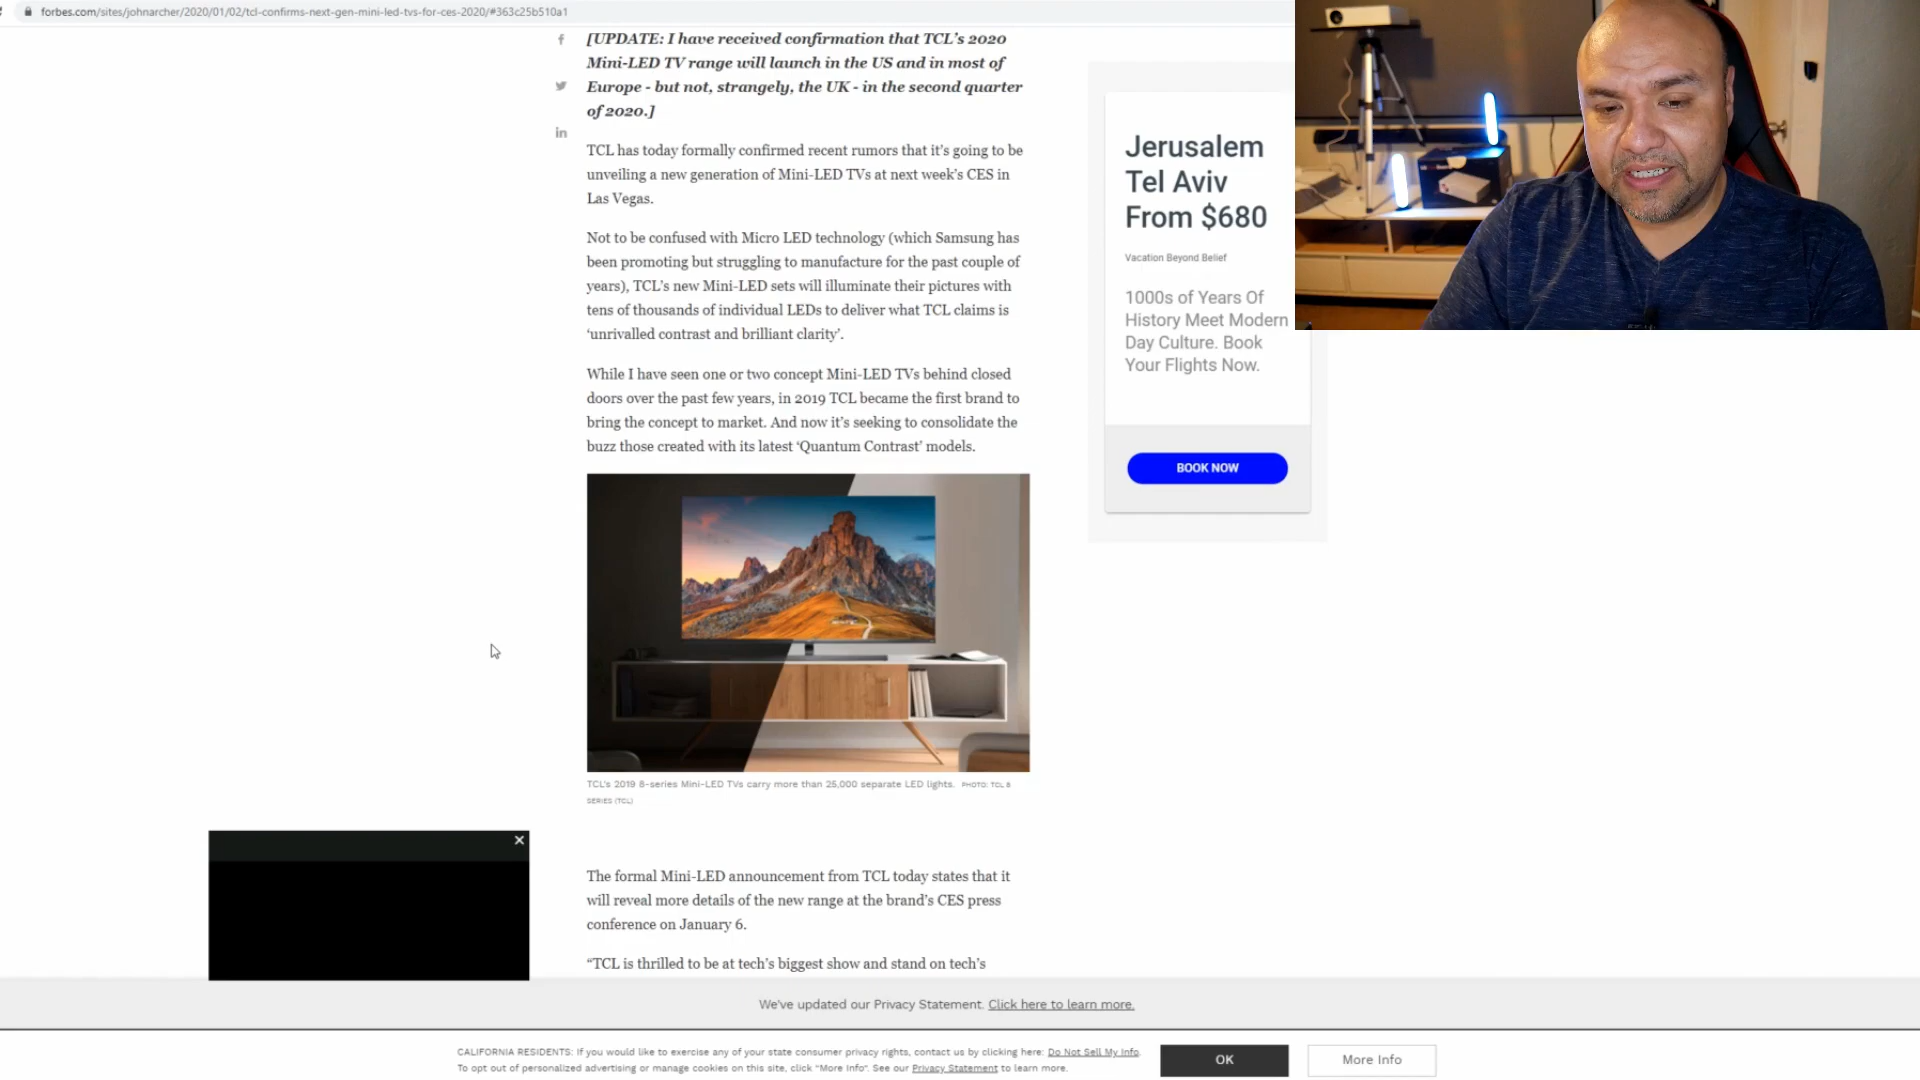 forbes.com/sites/johnarcher/2020/01/02/tcl-confirms-next-gen-mini-led-tvs-for-ces-2020/#363c25b510a1
[UPDATE: I have received confirmation that TCL's 2020
Mini-LED TV range will launch in the US and in most of
Europe - but not, strangely, the UK - in the second quarter
of 2020.]
TCL has today formally confirmed recent rumors that it's going to be
unveiling a new generation of Mini-LED TVs at next week's CES in
Las Vegas.
Not to be confused with Micro LED technology (which Samsung has
been promoting but struggling to manufacture for the past couple of
years), TCL's new Mini-LED sets will illuminate their pictures with
tens of thousands of individual LEDs to deliver what TCL claims is
'unrivalled contrast and brilliant clarity'.
While I have seen one or two concept Mini-LED TVs behind closed
doors over the past few years, in 2019 TCL became the first brand to
bring the concept to market. And now it's seeking to consolidate the
buzz those created with its latest 'Quantum Contrast' models.
TCL's 2019 8-series Mini-LED TVs carry more than 25,000 separate LED lights. PHOTO: TCL 8
SERIES (TCL)
The formal Mini-LED announcement from TCL today states that it
will reveal more details of the new range at the brand's CES press
conference on January 6.
"TCL is thrilled to be at tech's biggest show and stand on tech's
Jerusalem
Tel Aviv
From $680
Vacation Beyond Belief
1000s of Years Of
History Meet Modern
Day Culture. Book
Your Flights Now.
BOOK NOW
We've updated our Privacy Statement. Click here to learn more.
CALIFORNIA RESIDENTS: If you would like to exercise any of your state consumer privacy rights, contact us by clicking here: Do Not Sell My Info.
To opt out of personalized advertising or manage cookies on this site, click "More Info". See our Privacy Statement to learn more.
OK
More Info